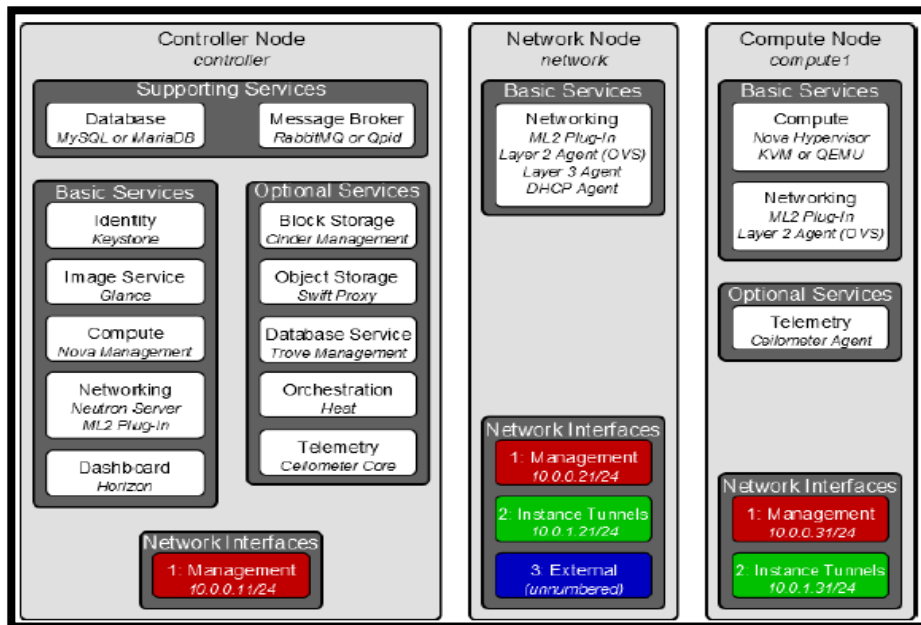 Controller Node
controller
Supporting Services
Database
MySQL or MariaDB
Message Broker
RabbitMQ or Qpid
Basic Services
Identity
Keystone
Image Service
Glance
Compute
Nova Management
Networking
Neutron Server
ML2 Plug-In
Dashboard
Horizon
Optional Services
Block Storage
Cinder Management
Object Storage
Swift Proxy
Database Service
Trove Management
Orchestration
Heat
Telemetry
Ceilometer Core
Network Interfaces
1: Management
10.0.0.11/24
Network Node
network
Basic Services
Networking
ML2 Plug-In
Layer 2 Agent (OVS)
Layer 3 Agent
DHCP Agent
Network Interfaces
1: Management
10.0.0.21/24
2: Instance Tunnels
10.0.1.21/24
3: External
(unnumbered)
Compute Node
compute1
Basic Services
Compute
Nova Hypervisor
KVM or QEMU
Networking
ML2 Plug-In
Layer 2 Agent (OVS)
Optional Services
Telemetry
Ceilometer Agent
Network Interfaces
1: Management
10.0.0.31/24
2: Instance Tunnels
10.0.1.31/24